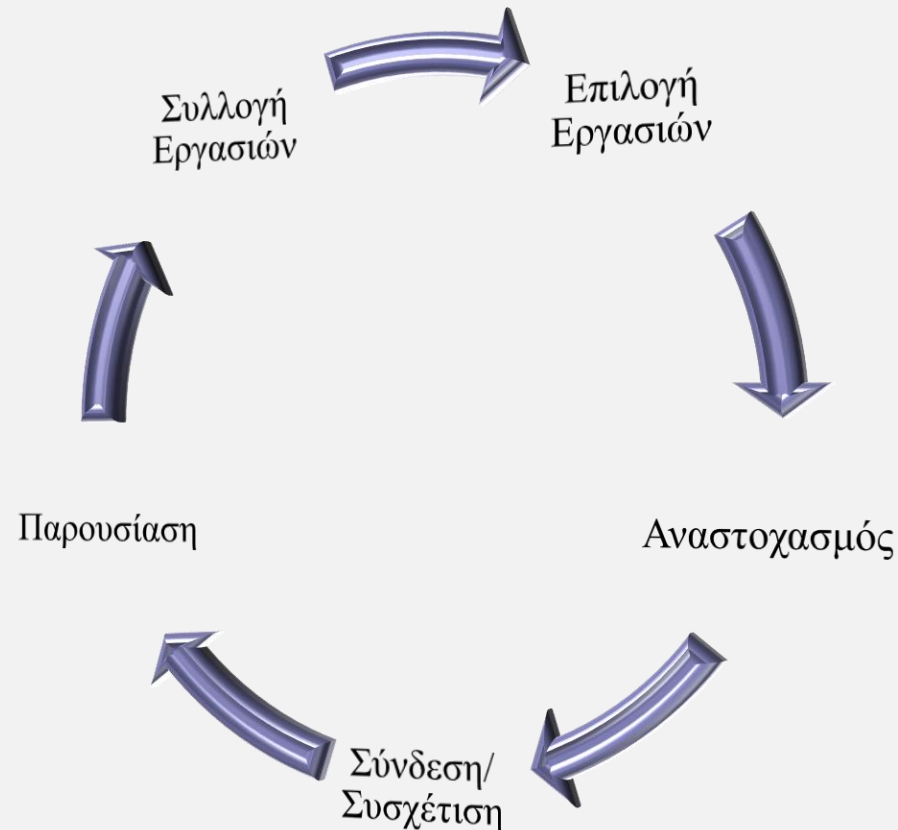 Συλλογή
Εργασιών
Επιλογή
Εργασιών
Αναστοχασμός
Σύνδεση/
Συσχέτιση
Παρουσίαση